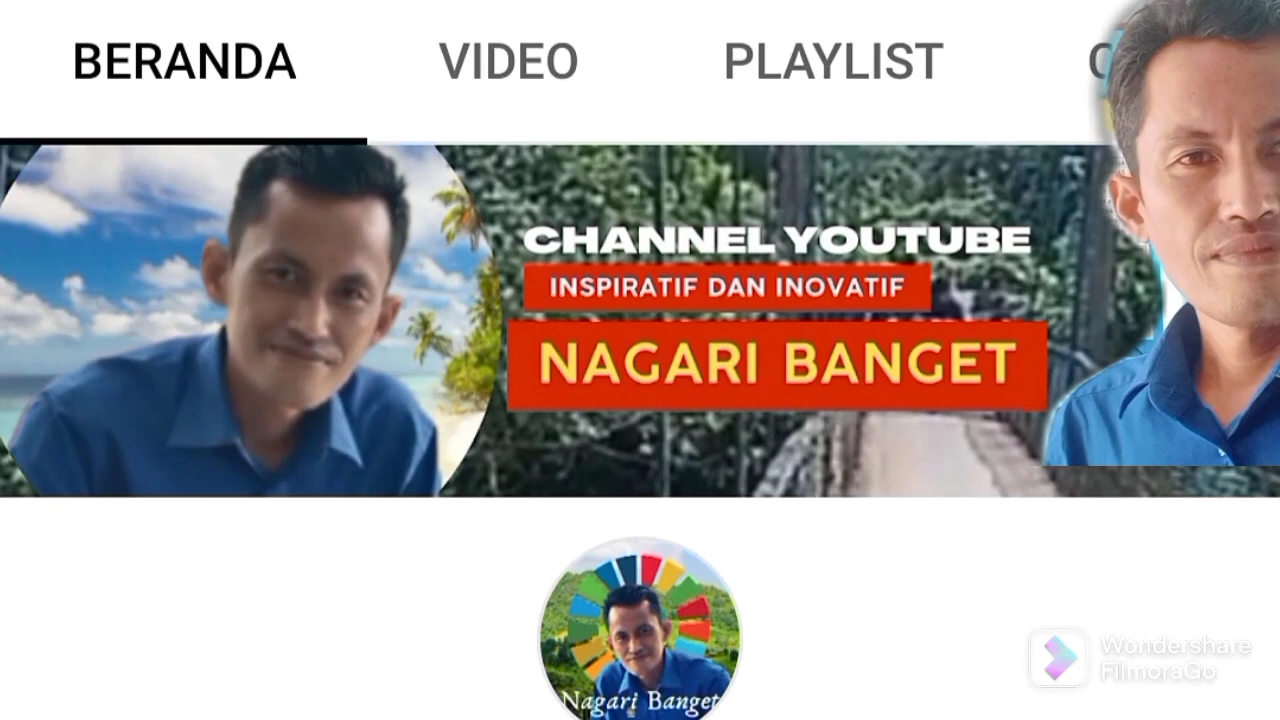 BERANDA VIDEO PLAYLIST
CHANNEL YOUTUBE
INSPIRATIF DAN INOVATIF
NAGARI BANGET
Nagari Banget
Wondershare
FilmoraGo